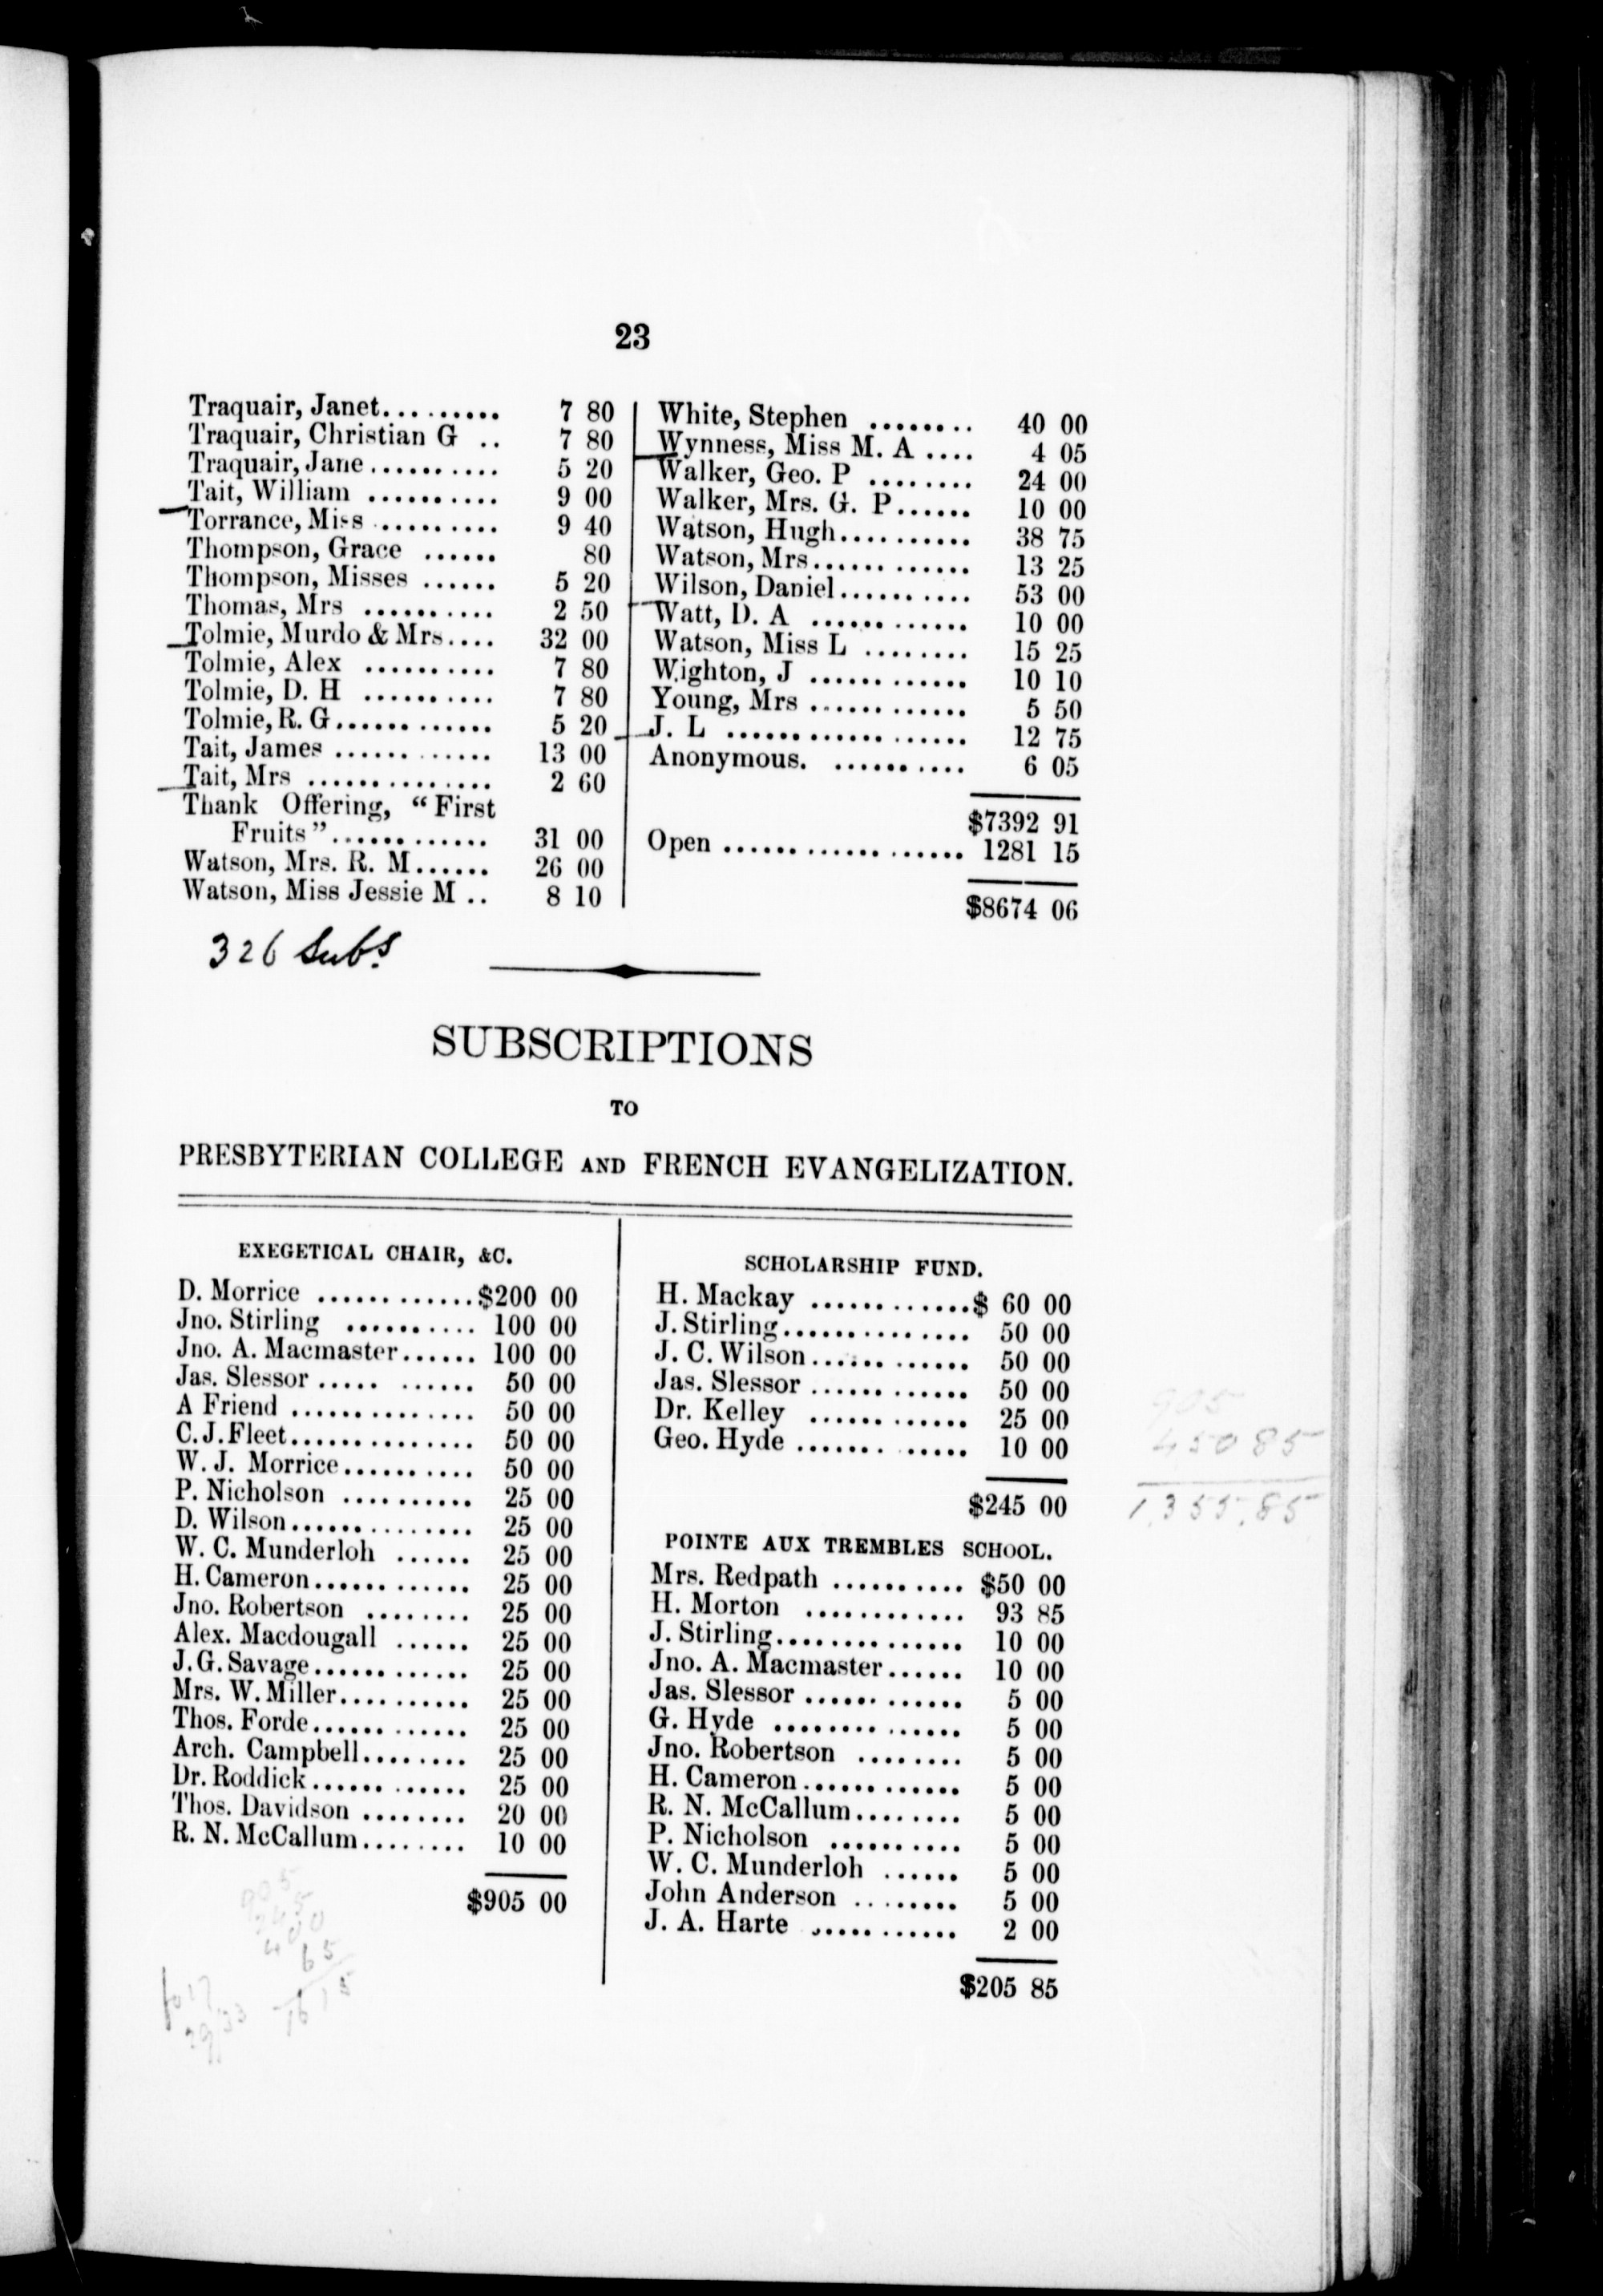 23
Traquair, Janet.......... 7 80
Traquair, Christian G .. 7 80
Traquair, Jane .......... 5 20
Tait, William .......... 9 00
Torrance, Miss .......... 9 40
Thompson, Grace ...... 80
Thompson, Misses ...... 5 20
Thomas, Mrs .......... 2 50
Tolmie, Murdo & Mrs.... 32 00
Tolmie, Alex .......... 7 80
Tolmie, D. H .......... 7 80
Tolmie, R. G............ 5 20
Tait, James ............ 13 00
Tait, Mrs .............. 2 60
Thank Offering, "First
Fruits" ............ 31 00
Watson, Mrs. R. M...... 26 00
Watson, Miss Jessie M .. 8 10
White, Stephen ........ 40 00
Wynness, Miss M. A .... 4 05
Walker, Geo. P ........ 24 00
Walker, Mrs. G. P...... 10 00
Watson, Hugh.......... 38 75
Watson, Mrs............ 13 25
Wilson, Daniel.......... 53 00
Watt, D. A ............ 10 00
Watson, Miss L ........ 15 25
Wighton, J ............ 10 10
Young, Mrs ............ 5 50
J. L .................. 12 75
Anonymous. .......... 6 05
$7392 91
Open .................. 1281 15
$8674 06
326 Subs.
SUBSCRIPTIONS
TO
PRESBYTERIAN COLLEGE AND FRENCH EVANGELIZATION.
EXEGETICAL CHAIR, &C.
D. Morrice ............ $200 00
Jno. Stirling .......... 100 00
Jno. A. Macmaster...... 100 00
Jas. Slessor ..... ...... 50 00
A Friend .............. 50 00
C. J. Fleet.............. 50 00
W. J. Morrice.......... 50 00
P. Nicholson .......... 25 00
D. Wilson.............. 25 00
W. C. Munderloh ...... 25 00
H. Cameron............ 25 00
Jno. Robertson ........ 25 00
Alex. Macdougall ...... 25 00
J. G. Savage............ 25 00
Mrs. W. Miller.......... 25 00
Thos. Forde............ 25 00
Arch. Campbell........ 25 00
Dr. Roddick............ 25 00
Thos. Davidson ........ 20 00
R. N. McCallum........ 10 00
$905 00
SCHOLARSHIP FUND.
H. Mackay ............ $ 60 00
J. Stirling.............. 50 00
J. C. Wilson............ 50 00
Jas. Slessor ............ 50 00
Dr. Kelley ............ 25 00
Geo. Hyde ............ 10 00
$245 00
POINTE AUX TREMBLES SCHOOL.
Mrs. Redpath .......... $50 00
H. Morton ............ 93 85
J. Stirling.............. 10 00
Jno. A. Macmaster...... 10 00
Jas. Slessor ............ 5 00
G. Hyde .............. 5 00
Jno. Robertson ........ 5 00
H. Cameron............ 5 00
R. N. McCallum........ 5 00
P. Nicholson .......... 5 00
W. C. Munderloh ...... 5 00
John Anderson ........ 5 00
J. A. Harte ........... 2 00
$205 85
905
450 85
1,355.85
905
245
400
65
1615